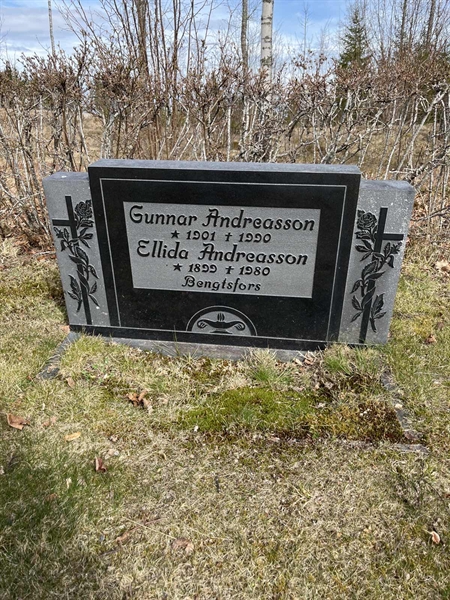 Gunnar Andreasson
★ 1901 † 1990
Ellida Andreasson
★ 1899 † 1980
Bengtsfors